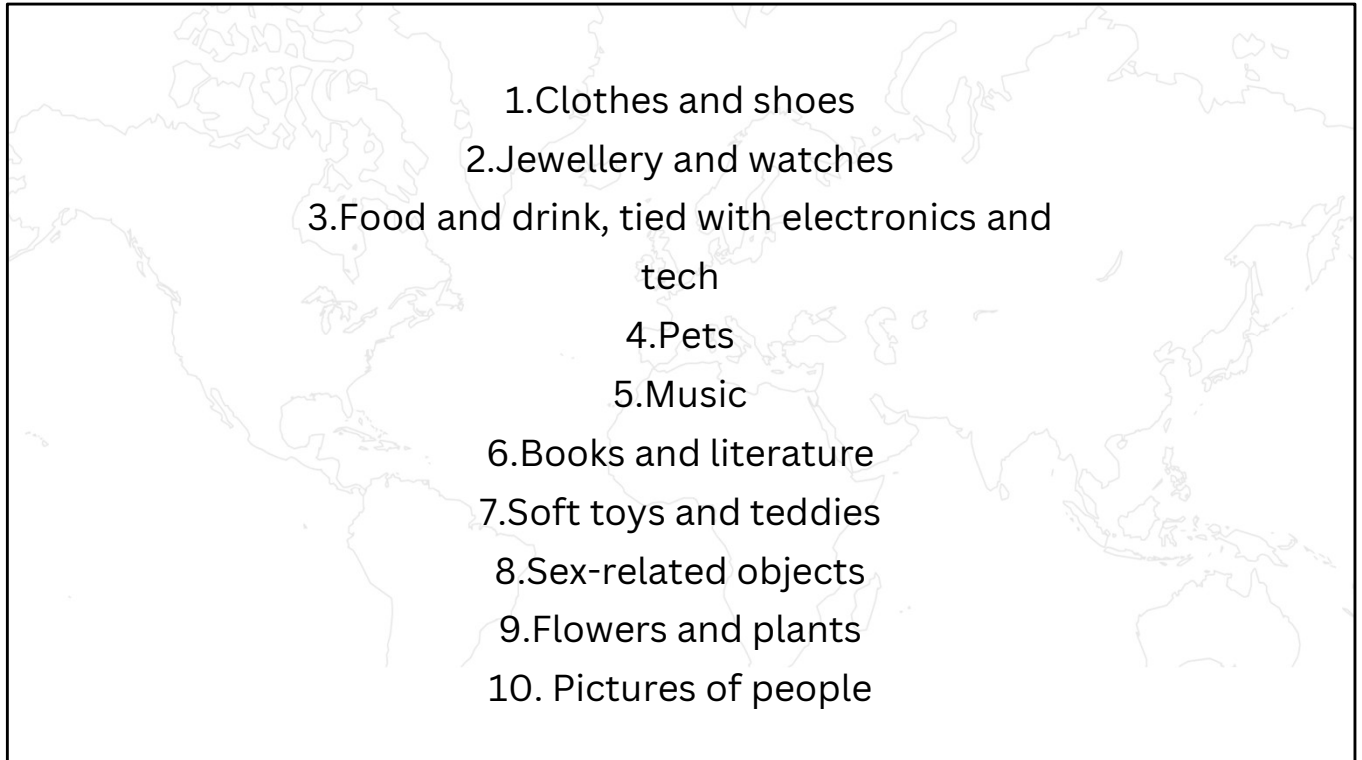 1.Clothes and shoes
2.Jewellery and watches
3.Food and drink, tied with electronics and
tech
4.Pets
5.Music
6.Books and literature
7.Soft toys and teddies
8.Sex-related objects
9.Flowers and plants
10. Pictures of people